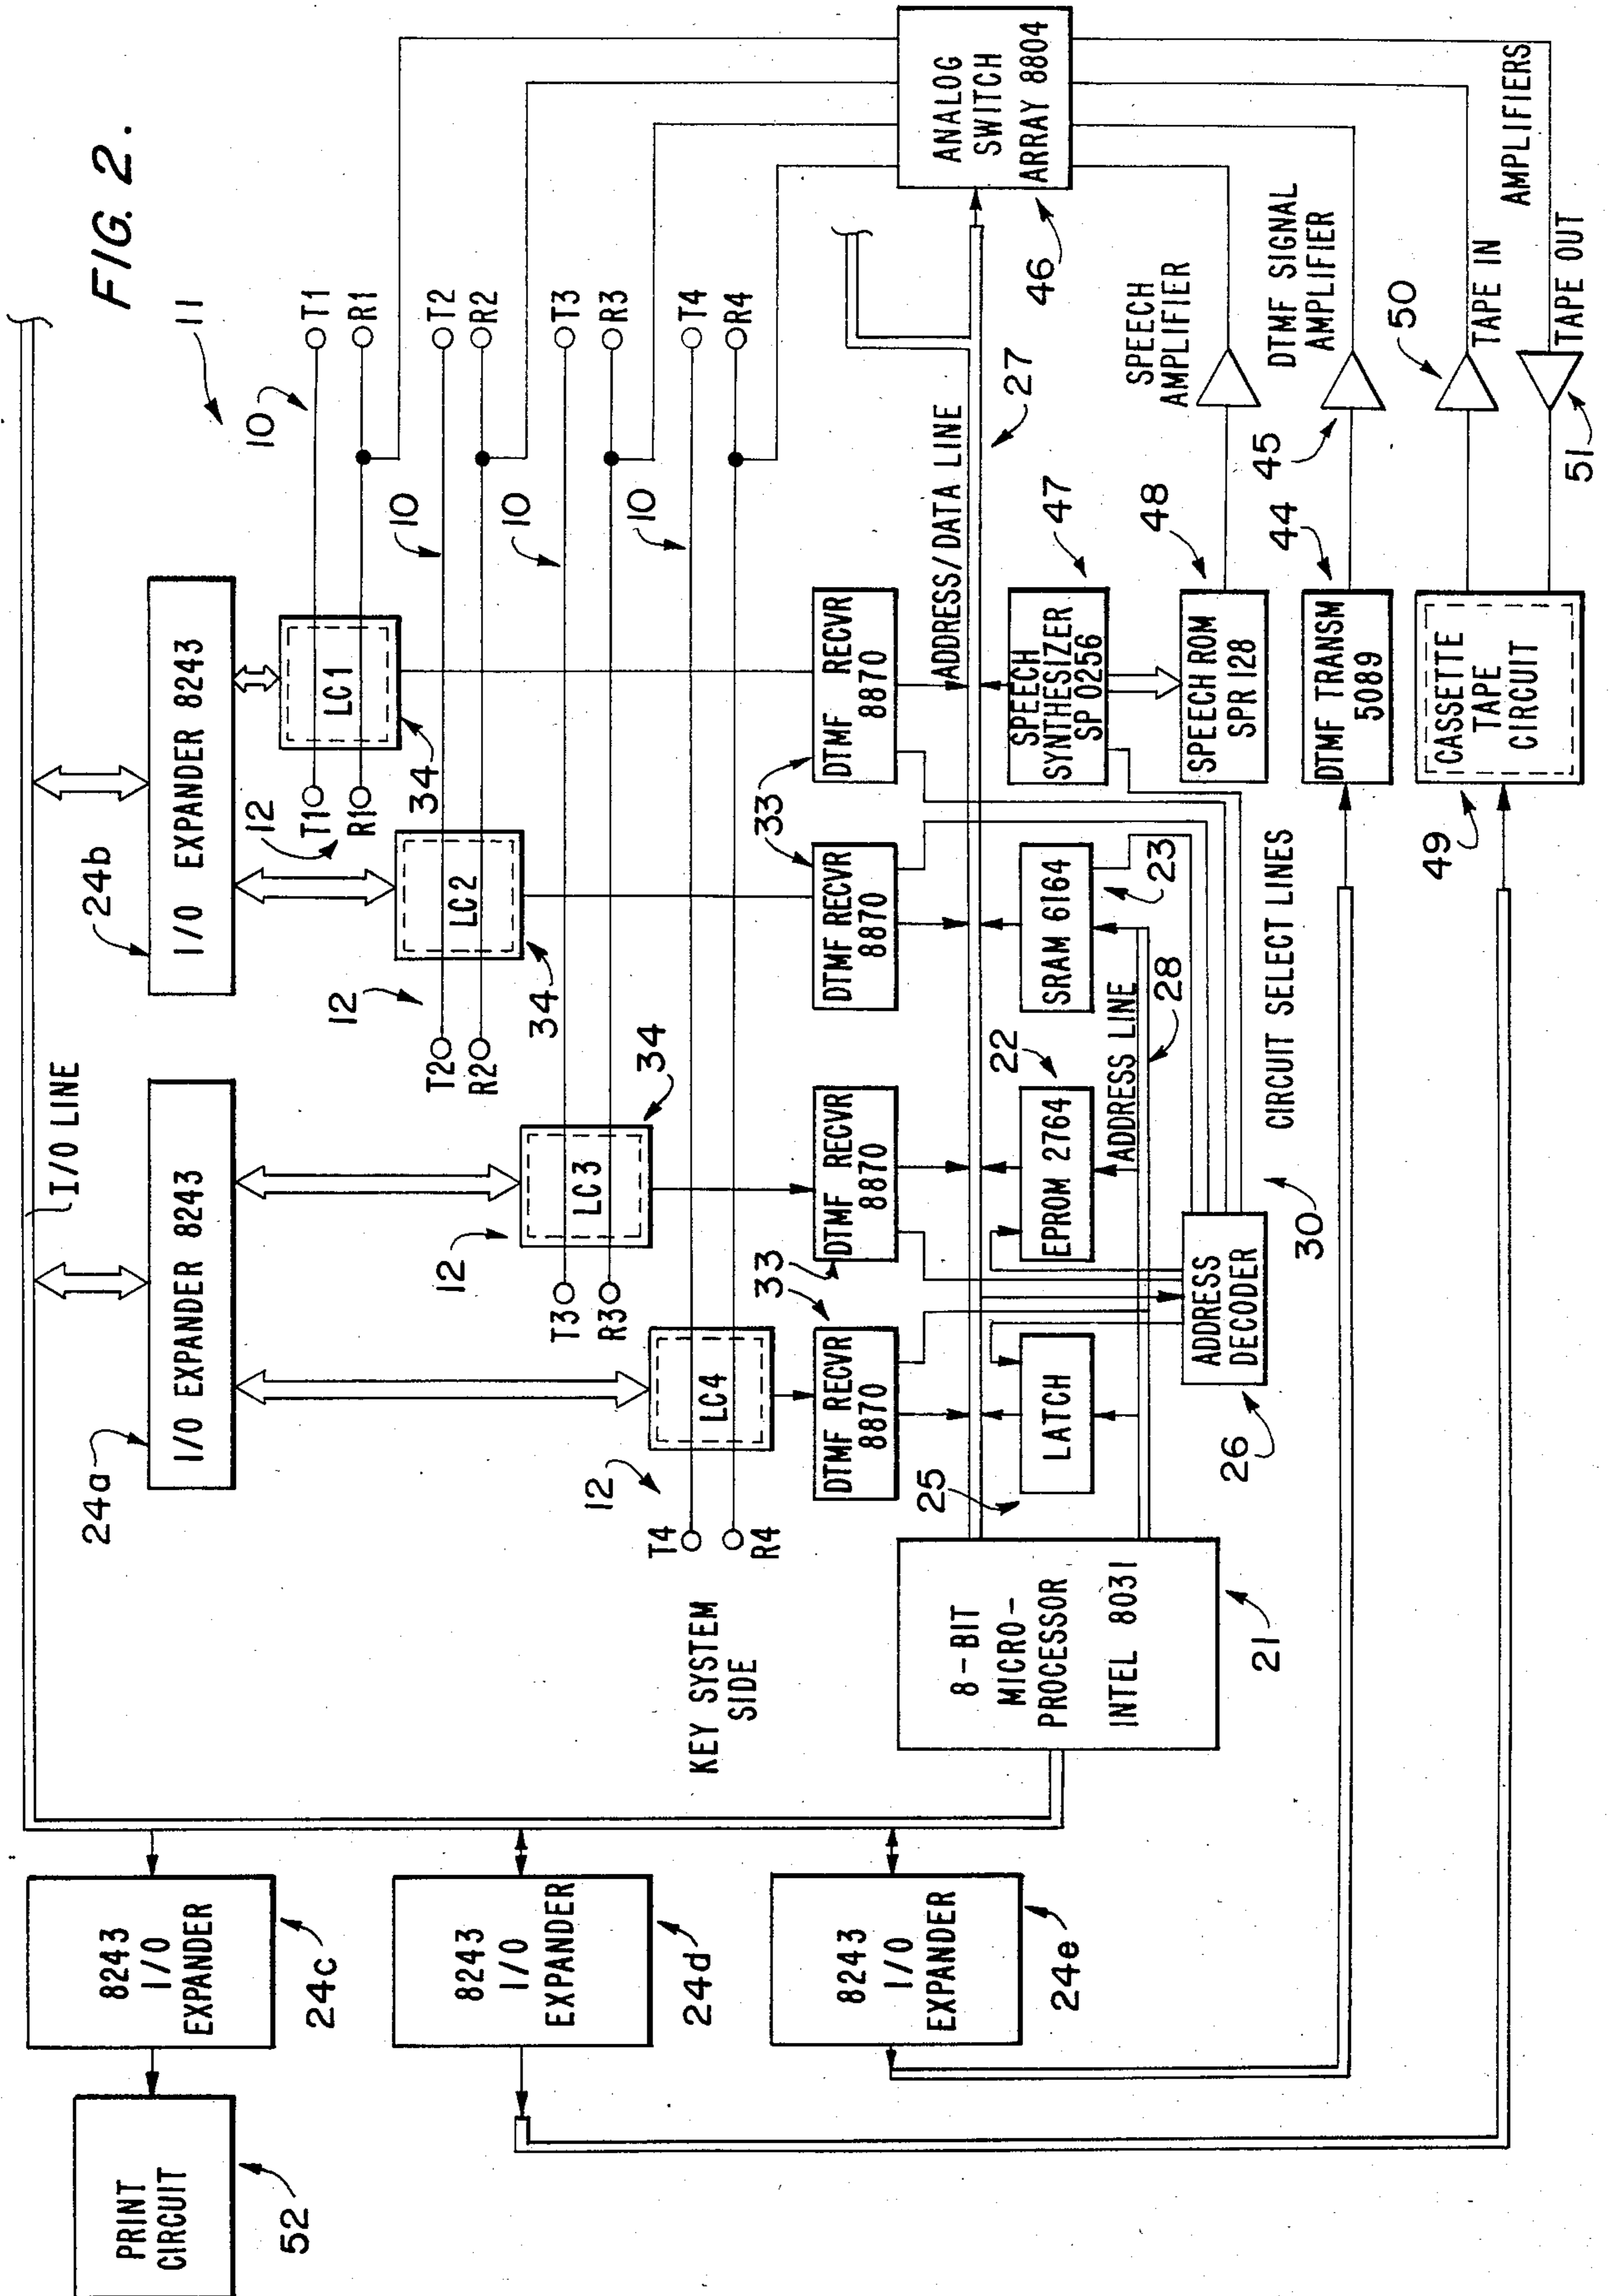 FIG. 2.
11
I/O LINE
24a
I/O EXPANDER 8243
24b
I/O EXPANDER 8243
8243
I/O
EXPANDER
24c
PRINT
CIRCUIT
52
8243
I/O
EXPANDER
24d
8243
I/O
EXPANDER
24e
KEY SYSTEM
SIDE
12
T1
R1
LC1
34
10
T1
R1
12
T2
R2
LC2
34
10
T2
R2
12
T3
R3
LC3
34
10
T3
R3
12
T4
R4
LC4
34
10
T4
R4
33
DTMF RECVR
8870
33
DTMF RECVR
8870
33
DTMF RECVR
8870
DTMF RECVR
8870
8-BIT
MICRO-
PROCESSOR
INTEL 8031
21
ADDRESS/DATA LINE
27
25
LATCH
22
EPROM 2764
SRAM 6164
23
ADDRESS LINE
28
ADDRESS
DECODER
26
30
CIRCUIT SELECT LINES
SPEECH
SYNTHESIZER
SP 0256
47
SPEECH ROM
SPR 128
48
SPEECH
AMPLIFIER
DTMF TRANSM
5089
44
45
DTMF SIGNAL
AMPLIFIER
CASSETTE
TAPE
CIRCUIT
49
50
TAPE IN
51
TAPE OUT
AMPLIFIERS
ANALOG
SWITCH
ARRAY 8804
46